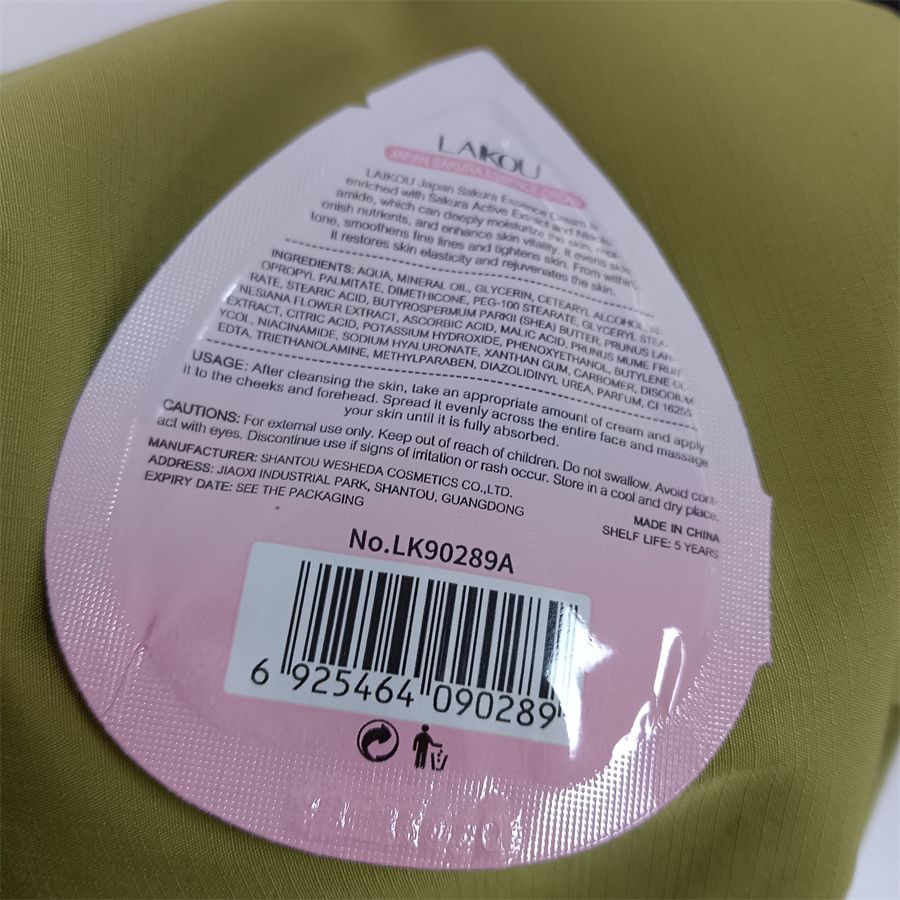 LAIKOU
JAPAN SAKURA ESSENCE CREAM
LAIKOU Japan Sakura Essence Cream is
enriched with Sakura Active Extract and Niacin-
amide, which can deeply moisturize the skin,
enish nutrients, and enhance skin vitality. It evens skin
tone, smoothens fine lines and tightens skin. From within,
it restores skin elasticity and rejuvenates the skin.
INGREDIENTS: AQUA, MINERAL OIL, GLYCERIN, CETEARYL ALCOHOL, IS-
OPROPYL PALMITATE, DIMETHICONE, PEG-100 STEARATE, GLYCERYL STEA-
RATE, STEARIC ACID, BUTYROSPERMUM PARKII (SHEA) BUTTER, PRUNUS LAN-
NESIANA FLOWER EXTRACT, ASCORBIC ACID, MALIC ACID, PRUNUS MUME FRUIT
EXTRACT, CITRIC ACID, POTASSIUM HYDROXIDE, PHENOXYETHANOL, BUTYLENE GL-
YCOL, NIACINAMIDE, SODIUM HYALURONATE, XANTHAN GUM, CARBOMER, DISODIUM
EDTA, TRIETHANOLAMINE, METHYLPARABEN, DIAZOLIDINYL UREA, PARFUM, CI 16255
USAGE: After cleansing the skin, take an appropriate amount of cream and apply
it to the cheeks and forehead. Spread it evenly across the entire face and massage
your skin until it is fully absorbed.
CAUTIONS: For external use only. Keep out of reach of children. Do not swallow. Avoid cont-
act with eyes. Discontinue use if signs of irritation or rash occur. Store in a cool and dry place.
MANUFACTURER: SHANTOU WESHEDA COSMETICS CO.,LTD.
ADDRESS: JIAOXI INDUSTRIAL PARK, SHANTOU, GUANGDONG
EXPIRY DATE: SEE THE PACKAGING
MADE IN CHINA
SHELF LIFE: 5 YEARS
No.LK90289A
6 925464 090289